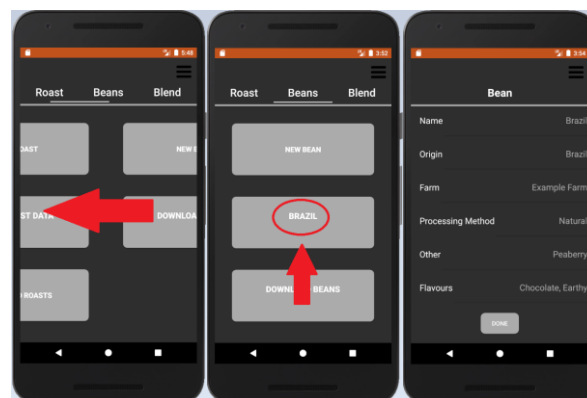 5:48
Roast Beans Blend
OAST
NEW B
ST DATA
DOWNLOA
ROASTS
3:52
Roast Beans Blend
NEW BEAN
BRAZIL
DOWNLOAD BEANS
3:54
Bean
Name Brazil
Origin Brazil
Farm Example Farm
Processing Method Natural
Other Peaberry
Flavours Chocolate, Earthy
DONE